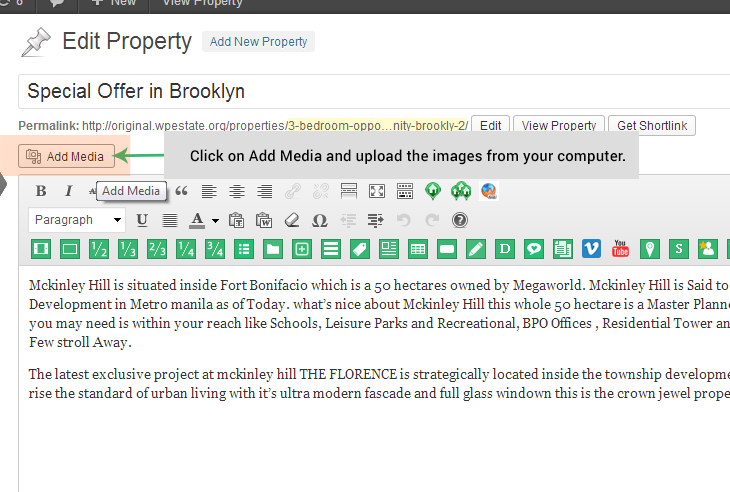 8 New View Property
Edit Property Add New Property
Special Offer in Brooklyn
Permalink: http://original.wpestate.org/properties/3-bedroom-oppo…nity-brookly-2/ Edit View Property Get Shortlink
Add Media Click on Add Media and upload the images from your computer.
B I Add Media
Paragraph U A
1/2 1/3 2/3 1/4 3/4 D You Tube S
Mckinley Hill is situated inside Fort Bonifacio which is a 50 hectares owned by Megaworld. Mckinley Hill is Said to
Development in Metro manila as of Today. what's nice about Mckinley Hill this whole 50 hectare is a Master Planne
you may need is within your reach like Schools, Leisure Parks and Recreational, BPO Offices , Residential Tower an
Few stroll Away.
The latest exclusive project at mckinley hill THE FLORENCE is strategically located inside the township developme
rise the standard of urban living with it's ultra modern fascade and full glass windown this is the crown jewel prope